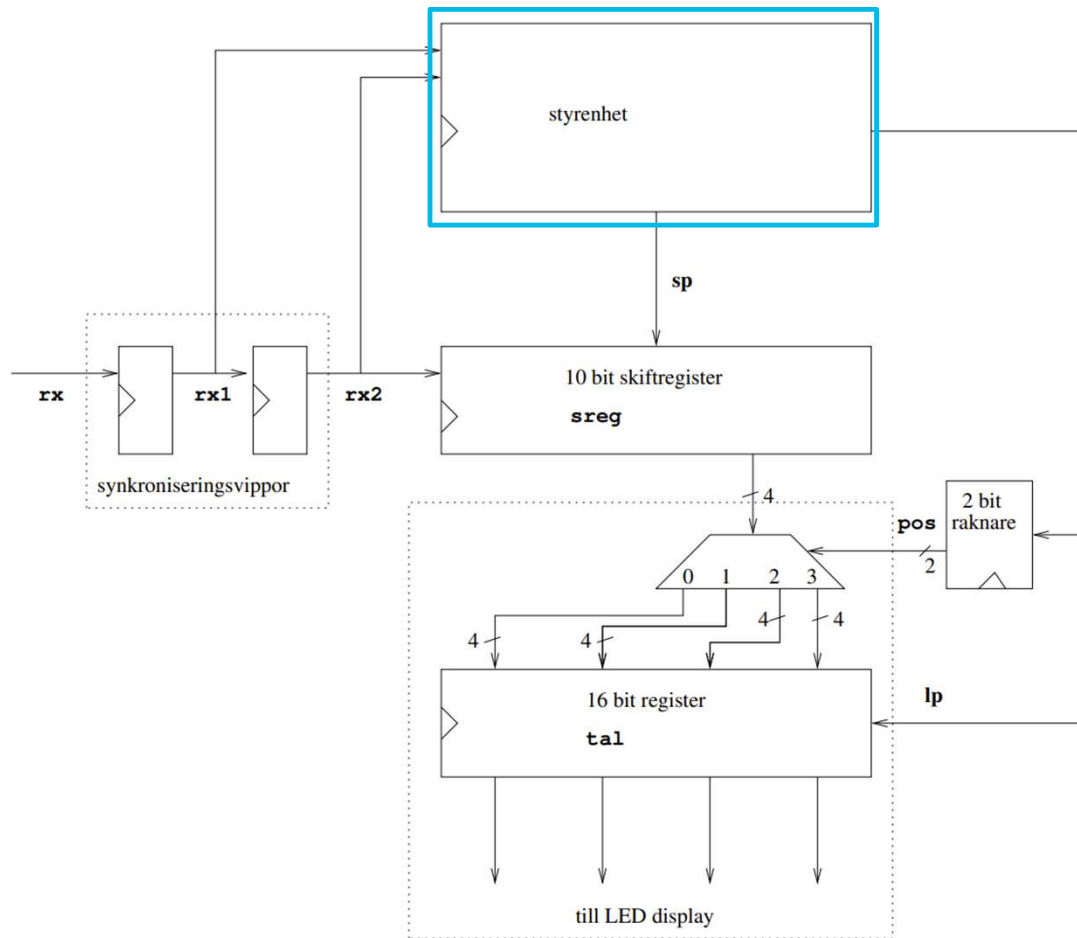 styrenhet
sp
rx
rx1
rx2
10 bit skiftregister
sreg
synkroniseringsvippor
4
pos
2 bit
raknare
2
0 1 2 3
4 4 4 4
16 bit register
tal
lp
till LED display